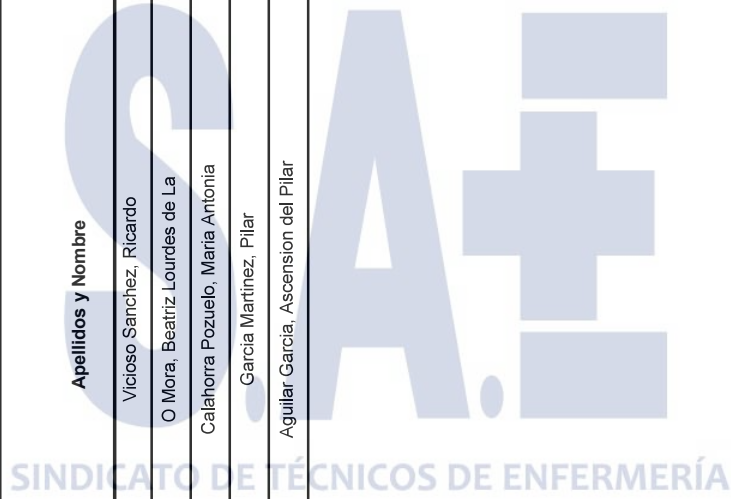 Apellidos y Nombre
Vicioso Sanchez, Ricardo
O Mora, Beatriz Lourdes de La
Calahorra Pozuelo, Maria Antonia
Garcia Martinez, Pilar
Aguilar Garcia, Ascension del Pilar
S.A.E
SINDICATO DE TÉCNICOS DE ENFERMERÍA